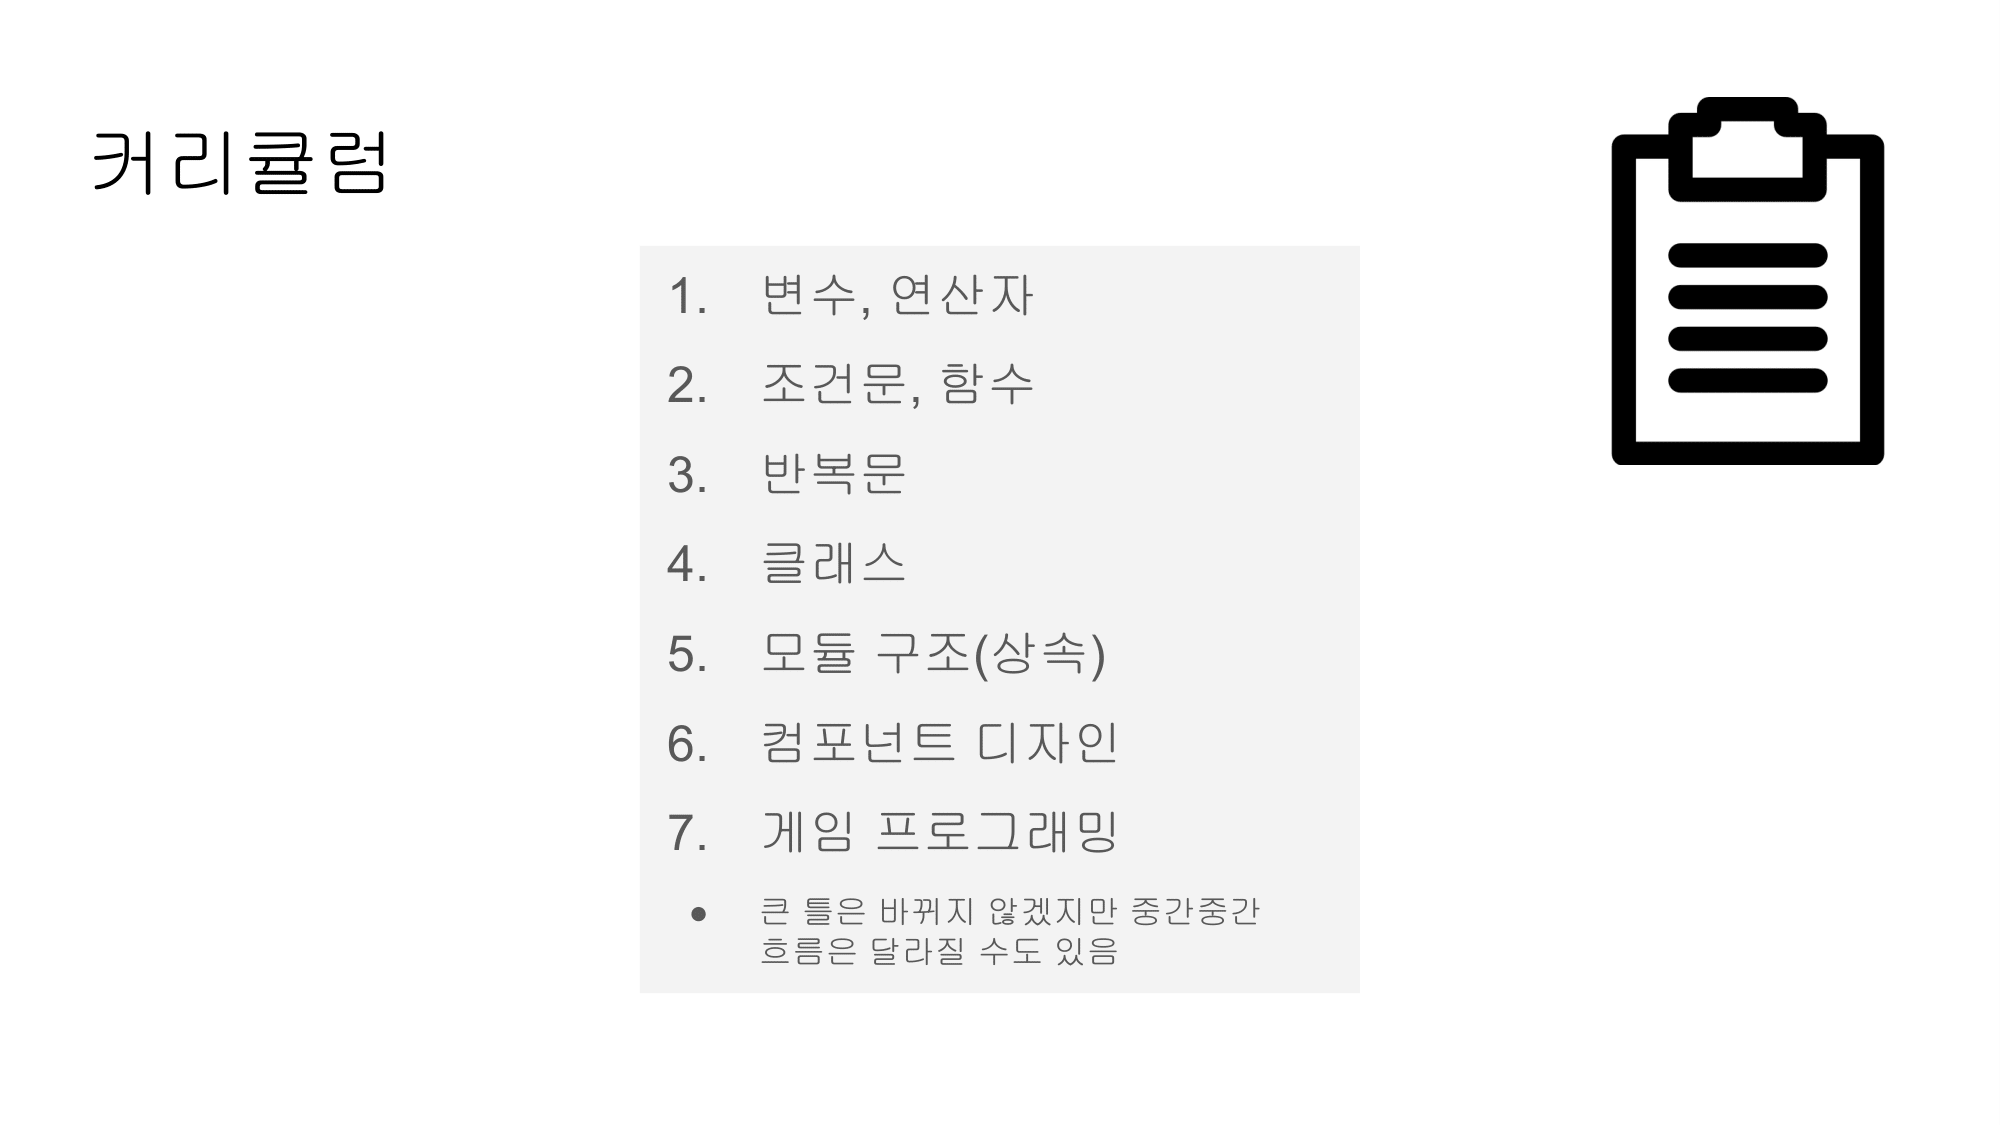 커리큘럼
1. 변수, 연산자
2. 조건문, 함수
3. 반복문
4. 클래스
5. 모듈 구조(상속)
6. 컴포넌트 디자인
7. 게임 프로그래밍
● 큰 틀은 바뀌지 않겠지만 중간중간
흐름은 달라질 수도 있음